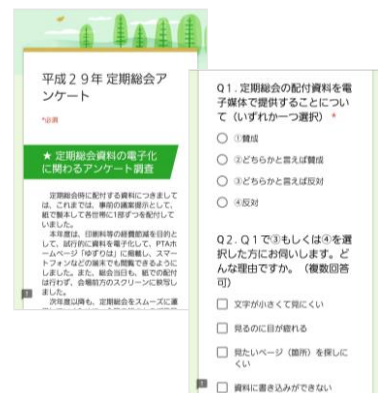 平成29年 定期総会ア
ンケート
*必須
★ 定期総会資料の電子化
に関わるアンケート調査
定期総会時に配付する資料につきまして
は、これまでは、事前の議案提示として、
紙で製本して各世帯に1部ずつを配付して
いました。
本年度は、印刷料等の経費節減を目的と
して、試行的に資料を電子化して、PTAホ
ームページ「ゆずりは」に掲載し、スマー
トフォンなどの端末でも閲覧できるように
しました。また、総会当日も、紙での配付
は行わず、会場前方のスクリーンに映写し
ました。
次年度以降も、定期総会をスムーズに運
Q1.定期総会の配付資料を電
子媒体で提供することについ
て(いずれか一つ選択) *
①賛成
②どちらかと言えば賛成
③どちらかと言えば反対
④反対
Q2.Q1で③もしくは④を選
択した方にお伺いします。ど
んな理由ですか。(複数回答
可)
文字が小さくて見にくい
見るのに目が疲れる
見たいページ(箇所)を探しに
くい
資料に書き込みができない